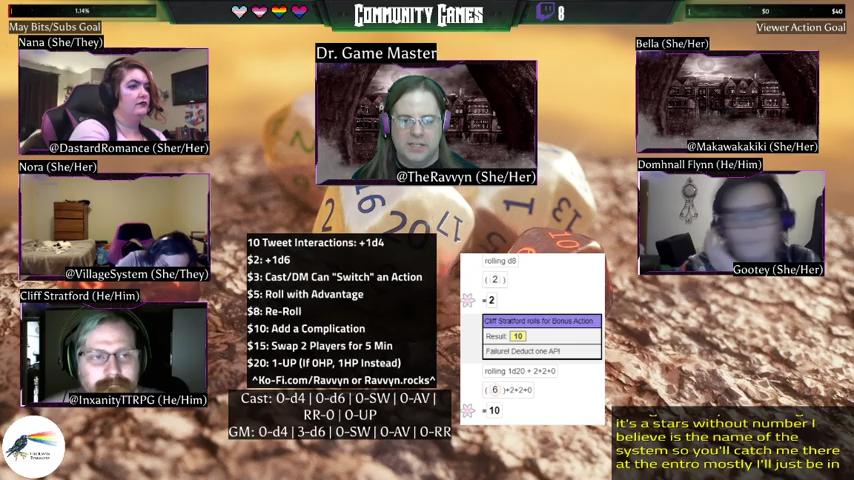 1.14%
COMMUNITY GAMES
8
$0
$40
May Bits/Subs Goal
Viewer Action Goal
Nana (She/They)
Dr. Game Master
Bella (She/Her)
@DastardRomance (Sher/Her)
@Makawakakiki (She/Her)
Nora (She/Her)
@TheRavvyn (She/Her)
Domhnall Flynn (He/Him)
2
16
20
17
1
13
10
@VillageSystem (She/They)
Gootey (She/Her)
10 Tweet Interactions: +1d4
$2: +1d6
$3: Cast/DM Can "Switch" an Action
$5: Roll with Advantage
$8: Re-Roll
$10: Add a Complication
$15: Swap 2 Players for 5 Min
$20: 1-UP (If 0HP, 1HP Instead)
^Ko-Fi.com/Ravvyn or Ravvyn.rocks^
rolling d8
( 2 )
= 2
Cliff Stratford rolls for Bonus Action
Result: 10
Failure! Deduct one AP!
rolling 1d20 + 2+2+0
( 6 )+2+2+0
= 10
Cliff Stratford (He/Him)
@InxanityTTRPG (He/Him)
Cast: 0-d4 | 0-d6 | 0-SW | 0-AV |
RR-0 | 0-UP
GM: 0-d4 | 3-d6 | 0-SW | 0-AV | 0-RR
it's a stars without number I
believe is the name of the
system so you'll catch me there
at the entro mostly I'll just be in